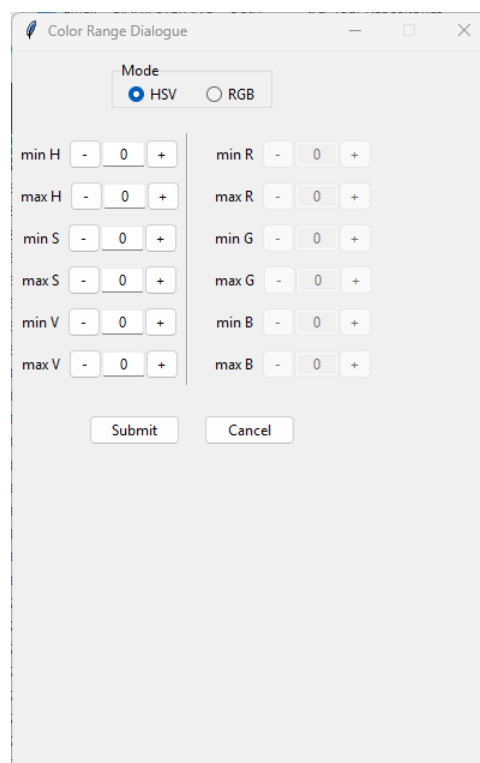 Color Range Dialogue
Mode
HSV RGB
min H - 0 + min R - 0 +
max H - 0 + max R - 0 +
min S - 0 + min G - 0 +
max S - 0 + max G - 0 +
min V - 0 + min B - 0 +
max V - 0 + max B - 0 +
Submit Cancel